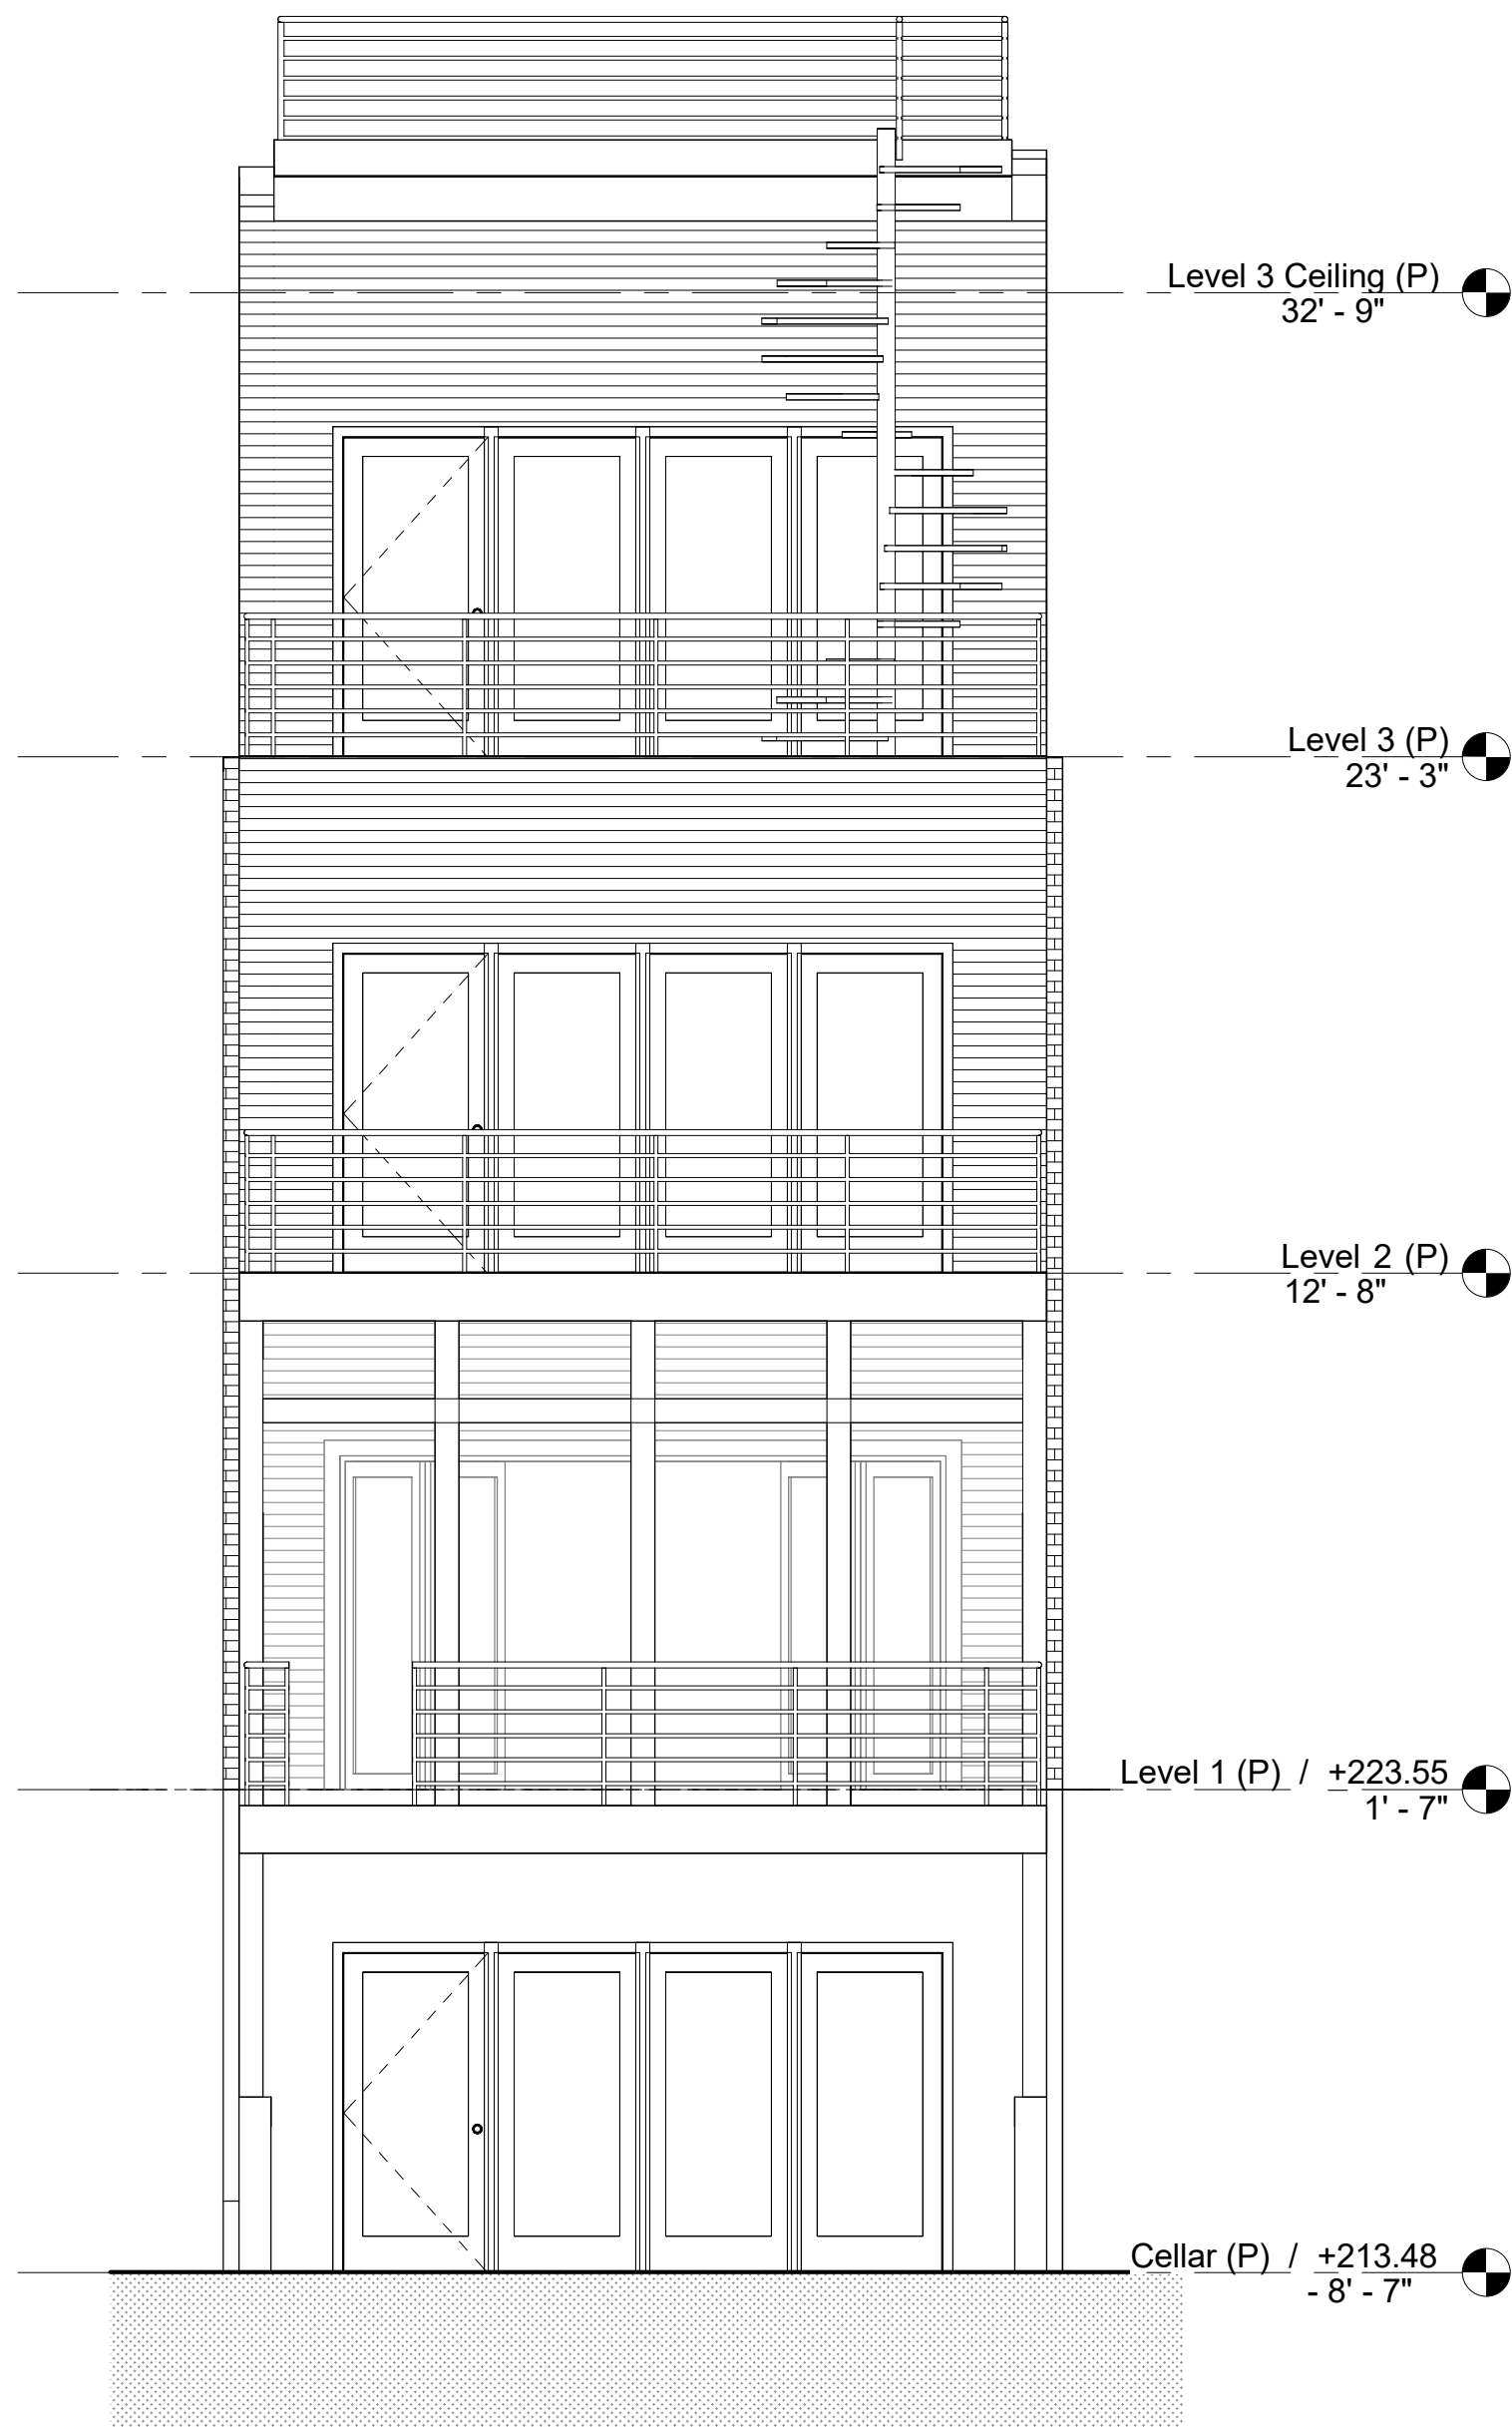 Level 3 Ceiling (P)
32' - 9"
Level 3 (P)
23' - 3"
Level 2 (P)
12' - 8"
Level 1 (P) / +223.55
1' - 7"
Cellar (P) / +213.48
- 8' - 7"